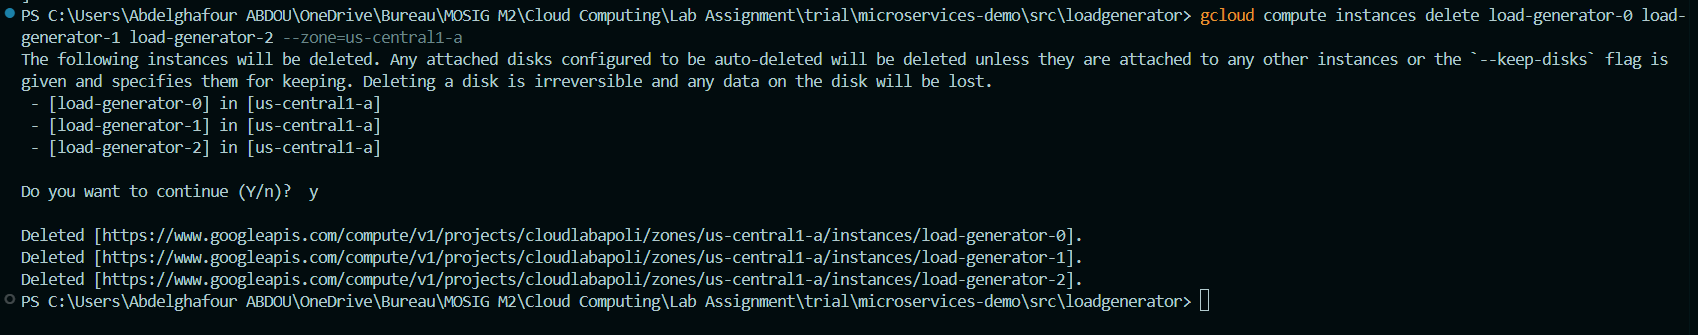 PS C:\Users\Abdelghafour ABDOU\OneDrive\Bureau\MOSIG M2\Cloud Computing\Lab Assignment\trial\microservices-demo\src\loadgenerator> gcloud compute instances delete load-generator-0 load-
generator-1 load-generator-2 --zone=us-central1-a
The following instances will be deleted. Any attached disks configured to be auto-deleted will be deleted unless they are attached to any other instances or the `--keep-disks` flag is
given and specifies them for keeping. Deleting a disk is irreversible and any data on the disk will be lost.
 - [load-generator-0] in [us-central1-a]
 - [load-generator-1] in [us-central1-a]
 - [load-generator-2] in [us-central1-a]
Do you want to continue (Y/n)?  y
Deleted [https://www.googleapis.com/compute/v1/projects/cloudlabapoli/zones/us-central1-a/instances/load-generator-0].
Deleted [https://www.googleapis.com/compute/v1/projects/cloudlabapoli/zones/us-central1-a/instances/load-generator-1].
Deleted [https://www.googleapis.com/compute/v1/projects/cloudlabapoli/zones/us-central1-a/instances/load-generator-2].
PS C:\Users\Abdelghafour ABDOU\OneDrive\Bureau\MOSIG M2\Cloud Computing\Lab Assignment\trial\microservices-demo\src\loadgenerator>